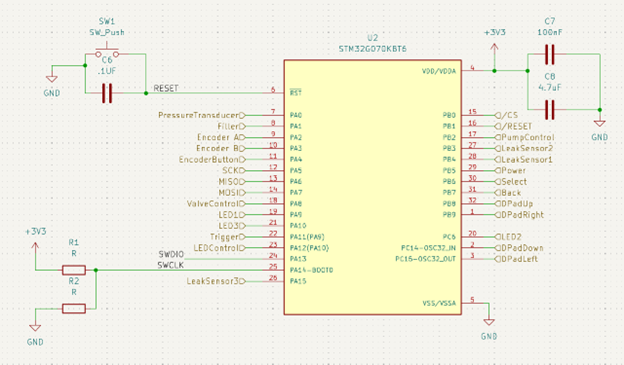 SW1
SW_Push
C6
.1UF
GND
RESET
U2
STM32G070KBT6
+3V3
C7
100nF
C8
4.7uF
GND
VDD/VDDA 4
6 RST
PressureTransducer 7 PA0
Filler 8 PA1
Encoder A 9 PA2
Encoder B 10 PA3
EncoderButton 11 PA4
SCK 12 PA5
MISO 13 PA6
MOSI 14 PA7
ValveControl 18 PA8
LED1 19 PA9
LED3 21 PA10
Trigger 22 PA11(PA9)
LEDControl 23 PA12(PA10)
SWDIO 24 PA13
SWCLK 25 PA14-BOOT0
LeakSensor3 26 PA15
PB0 15 /CS
PB1 16 /RESET
PB2 17 PumpControl
PB3 27 LeakSensor2
PB4 28 LeakSensor1
PB5 29 Power
PB6 30 Select
PB7 31 Back
PB8 32 DPadUp
PB9 1 DPadRight
PC6 20 LED2
PC14-OSC32_IN 2 DPadDown
PC15-OSC32_OUT 3 DPadLeft
VSS/VSSA 5
GND
+3V3
R1
R
R2
R
GND